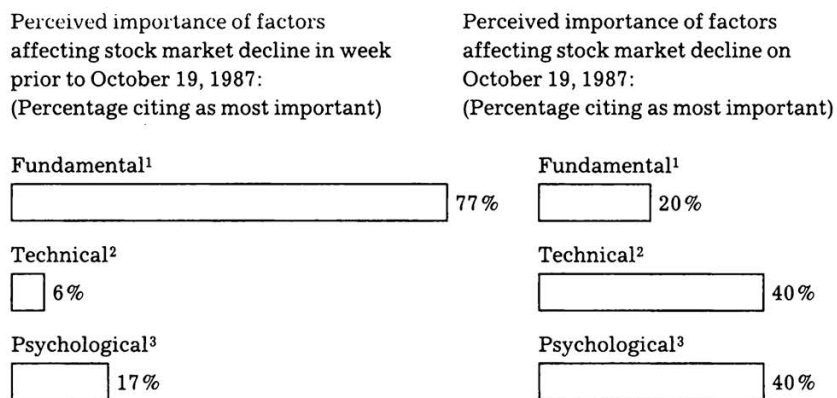 Perceived importance of factors
affecting stock market decline in week
prior to October 19, 1987:
(Percentage citing as most important)
Fundamental¹
77%
Technical²
6%
Psychological³
17%
Perceived importance of factors
affecting stock market decline on
October 19, 1987:
(Percentage citing as most important)
Fundamental¹
20%
Technical²
40%
Psychological³
40%